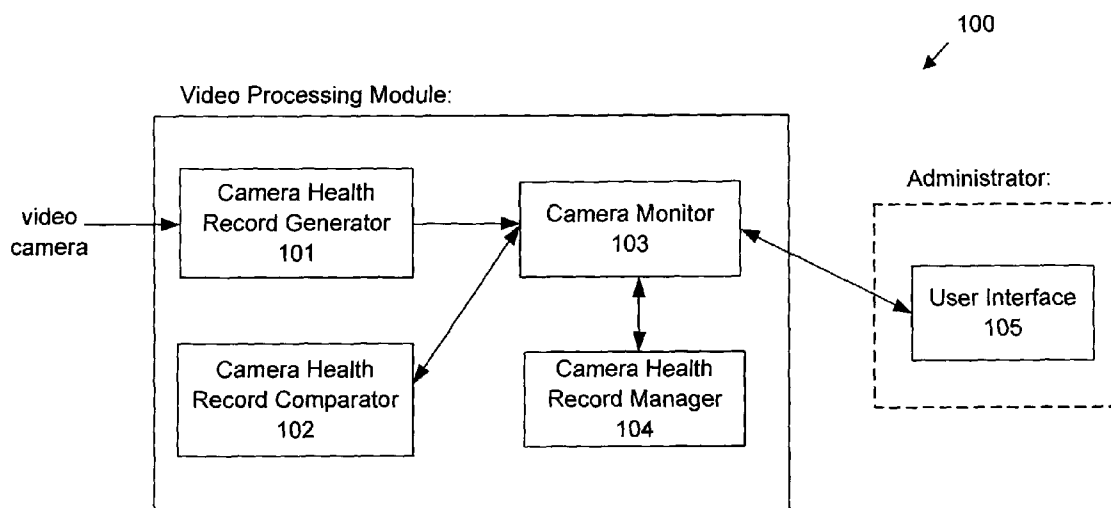 100
Video Processing Module:
video
camera
Camera Health
Record Generator
101
Camera Monitor
103
Camera Health
Record Comparator
102
Camera Health
Record Manager
104
Administrator:
User Interface
105